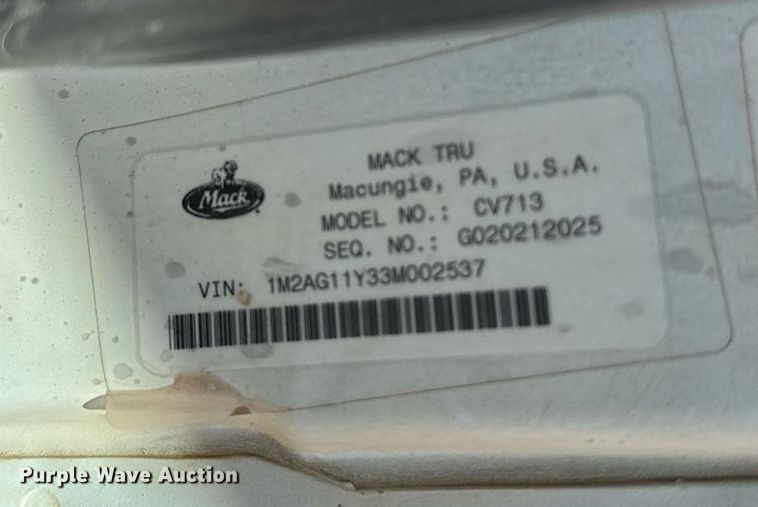 Mack
MACK TRU
Macungie, PA, U.S.A.
MODEL NO.: CV713
SEQ. NO.: G020212025
VIN: 1M2AG11Y33M002537
Purple Wave Auction